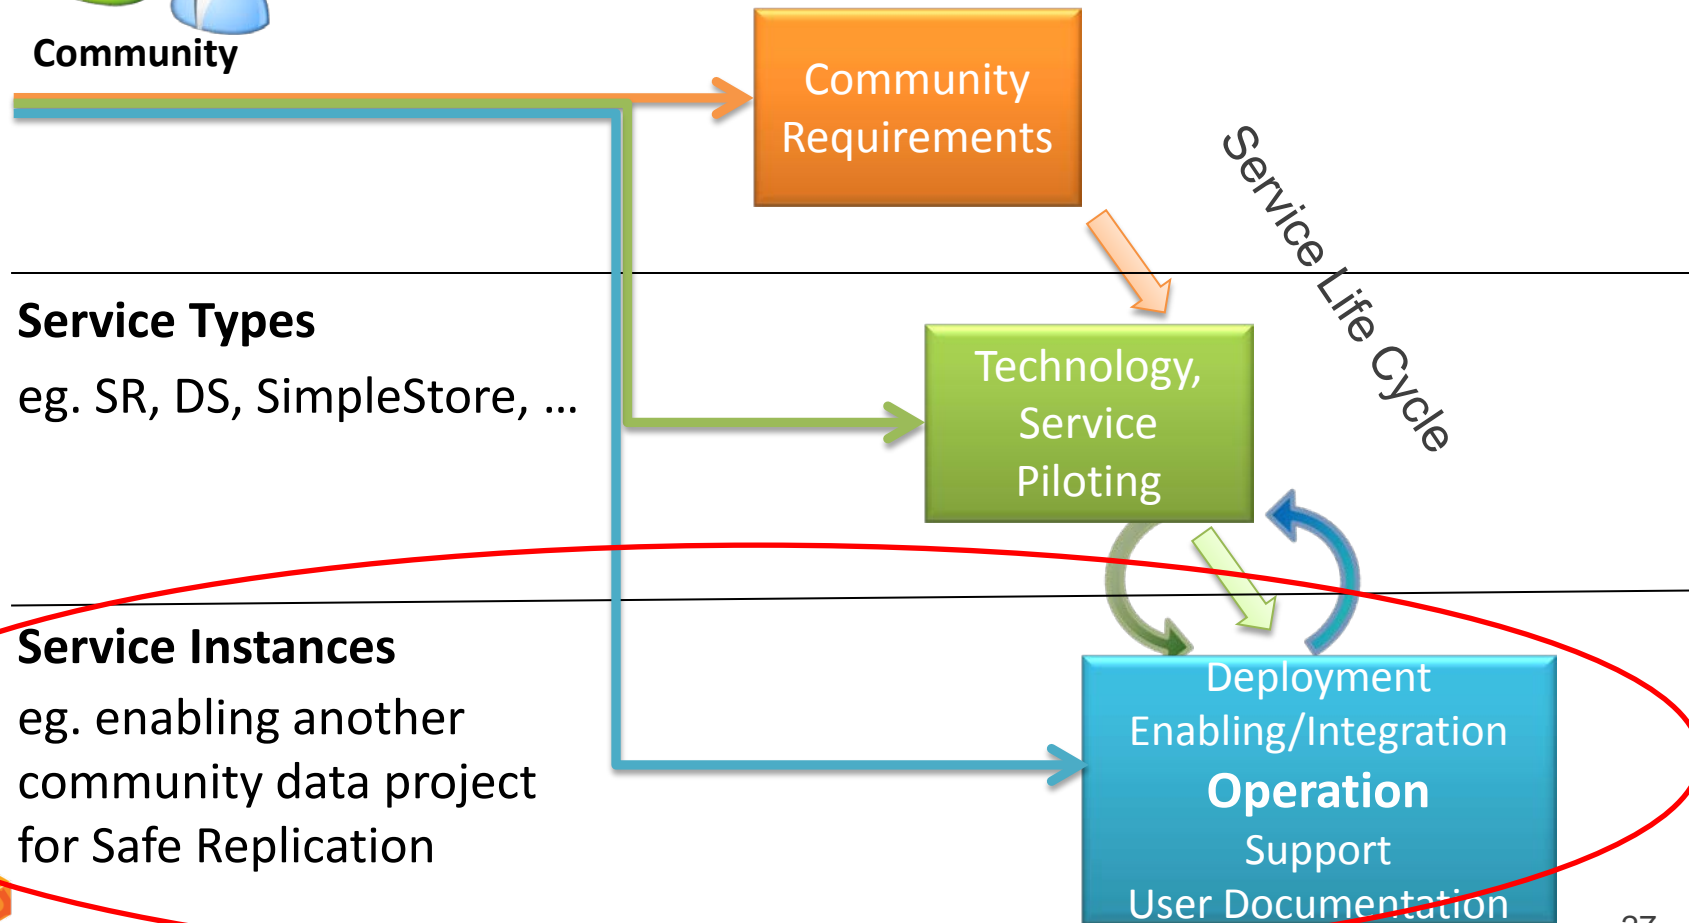 Community
Community
Requirements
Service Life Cycle
Service Types
eg. SR, DS, SimpleStore, ...
Technology,
Service
Piloting
Service Instances
eg. enabling another
community data project
for Safe Replication
Deployment
Enabling/Integration
Operation
Support
User Documentation